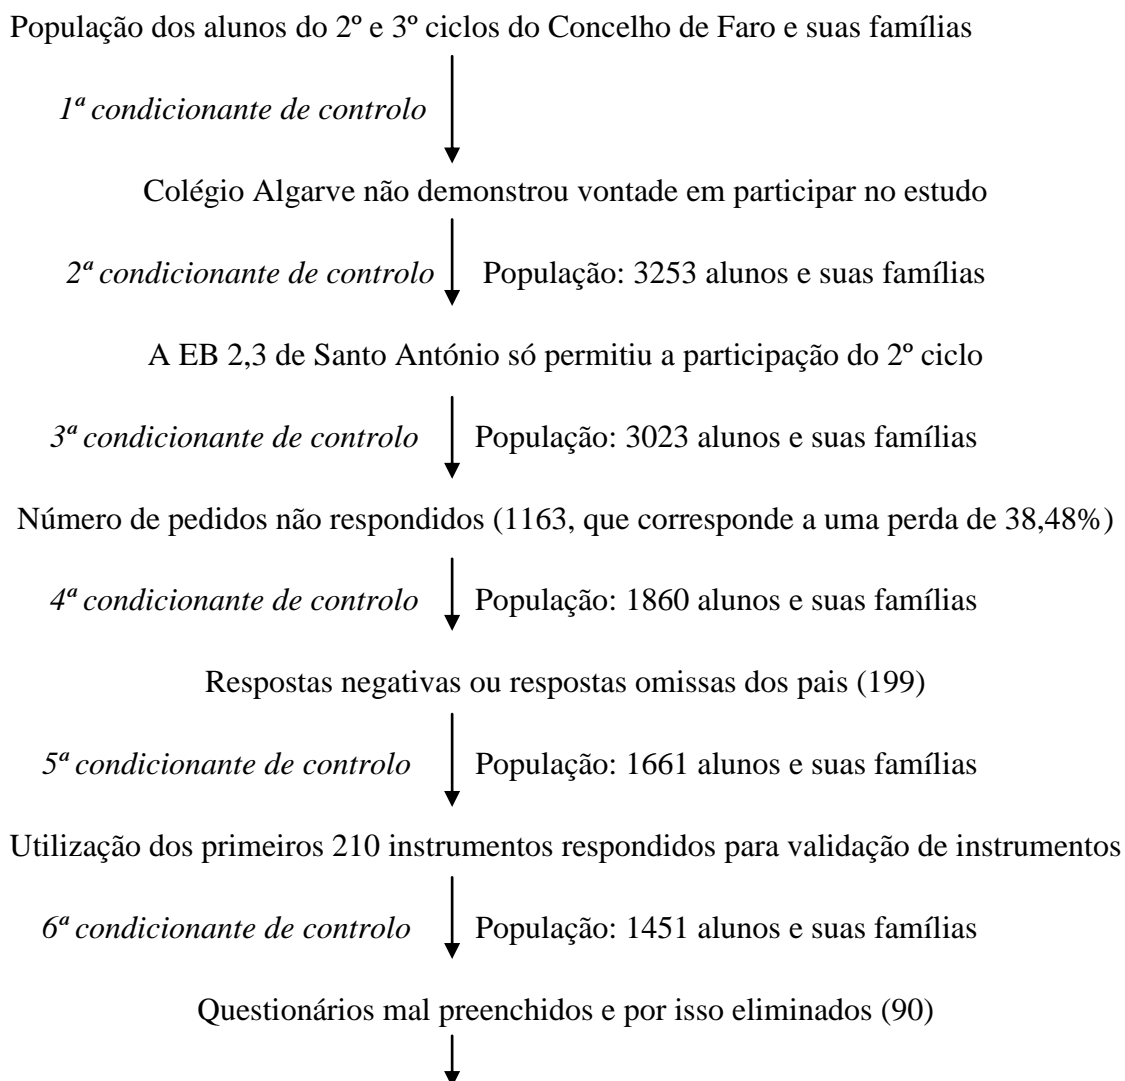 População dos alunos do 2º e 3º ciclos do Concelho de Faro e suas famílias
1ª condicionante de controlo
Colégio Algarve não demonstrou vontade em participar no estudo
2ª condicionante de controlo População: 3253 alunos e suas famílias
A EB 2,3 de Santo António só permitiu a participação do 2º ciclo
3ª condicionante de controlo População: 3023 alunos e suas famílias
Número de pedidos não respondidos (1163, que corresponde a uma perda de 38,48%)
4ª condicionante de controlo População: 1860 alunos e suas famílias
Respostas negativas ou respostas omissas dos pais (199)
5ª condicionante de controlo População: 1661 alunos e suas famílias
Utilização dos primeiros 210 instrumentos respondidos para validação de instrumentos
6ª condicionante de controlo População: 1451 alunos e suas famílias
Questionários mal preenchidos e por isso eliminados (90)